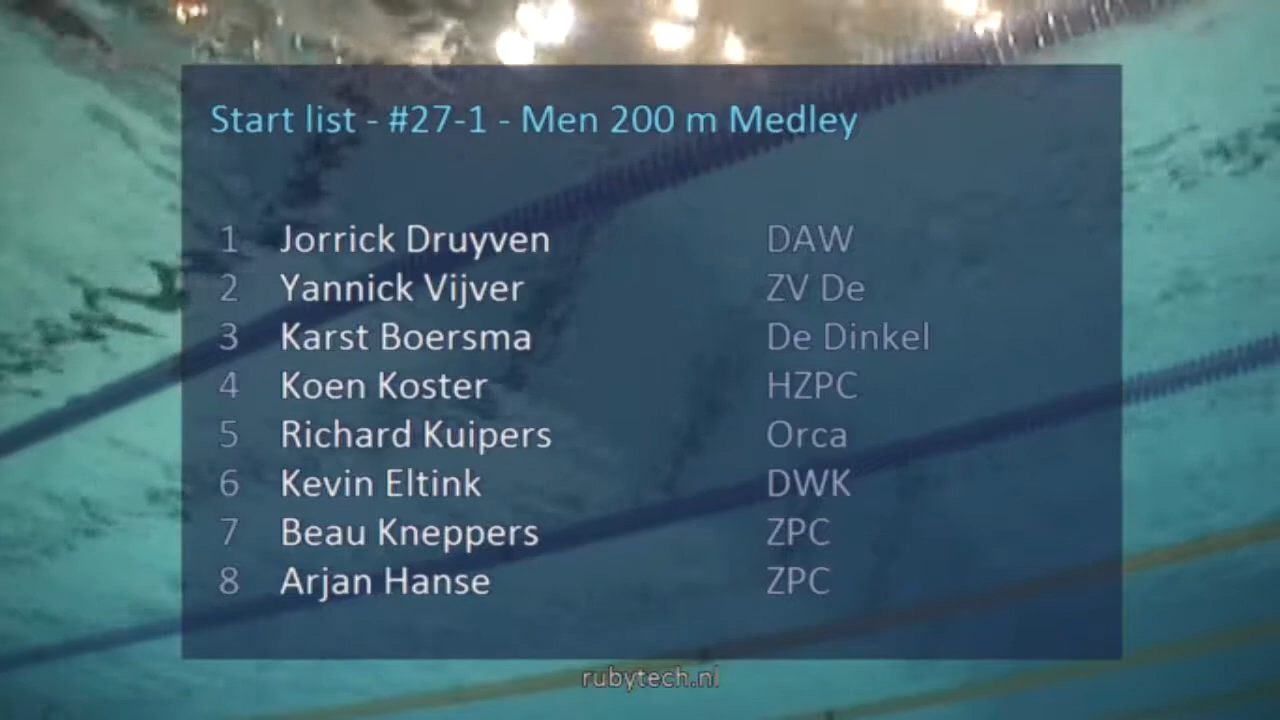 Start list - #27-1 - Men 200 m Medley
1 Jorrick Druyven DAW
2 Yannick Vijver ZV De
3 Karst Boersma De Dinkel
4 Koen Koster HZPC
5 Richard Kuipers Orca
6 Kevin Eltink DWK
7 Beau Kneppers ZPC
8 Arjan Hanse ZPC
rubytech.nl